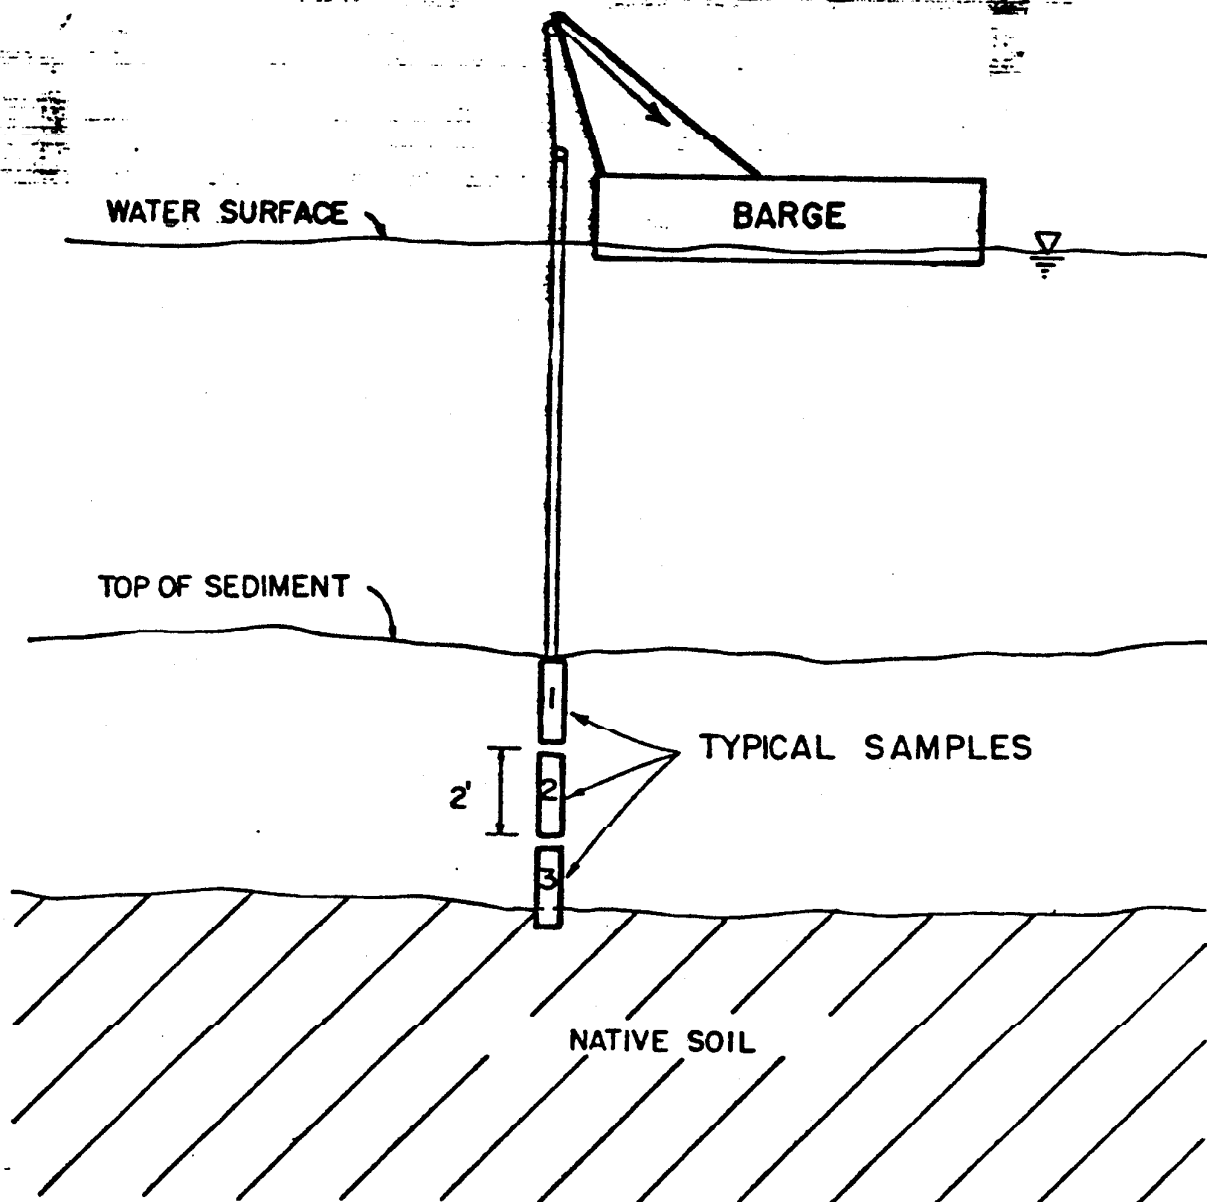 WATER SURFACE
BARGE
TOP OF SEDIMENT
1
TYPICAL SAMPLES
2'
2
3
NATIVE SOIL